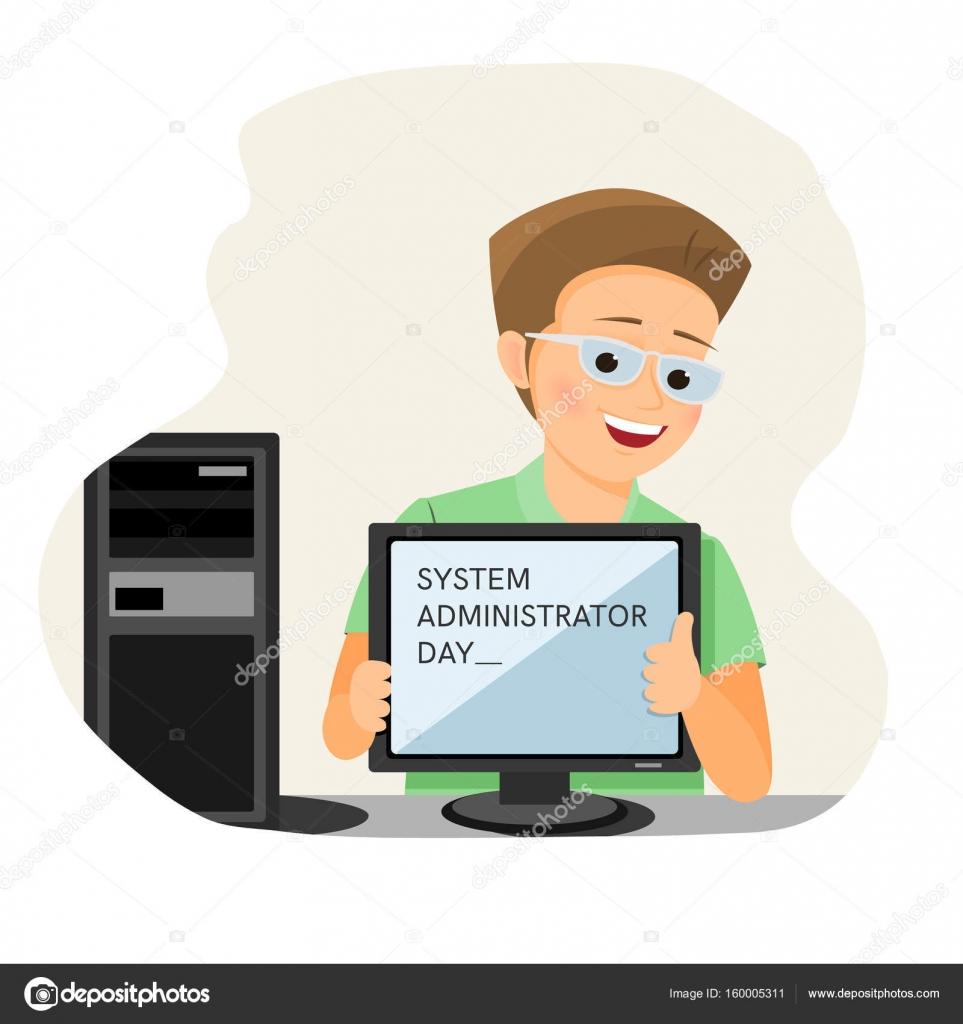 SYSTEM
ADMINISTRATOR
DAY__
depositphotos
Image ID: 160005311 www.depositphotos.com